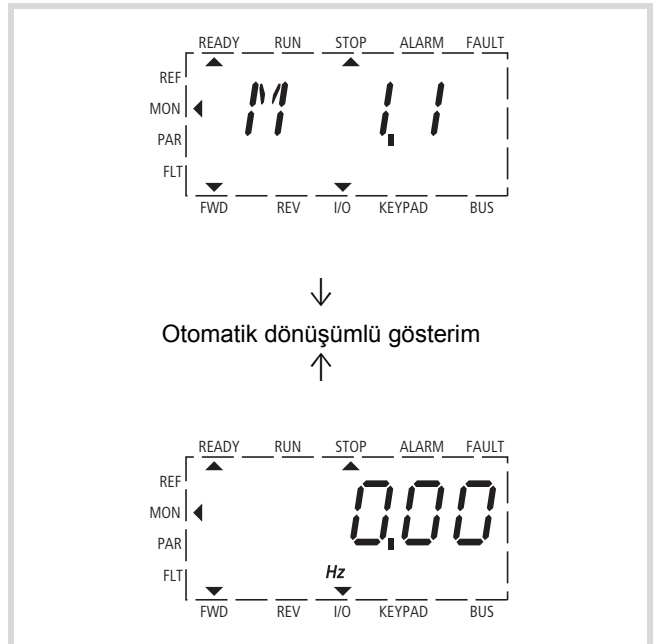 READY RUN STOP ALARM FAULT
REF
MON M 1.1
PAR
FLT
FWD REV I/O KEYPAD BUS
Otomatik dönüşümlü gösterim
READY RUN STOP ALARM FAULT
REF
MON 0.00
PAR
FLT Hz
FWD REV I/O KEYPAD BUS